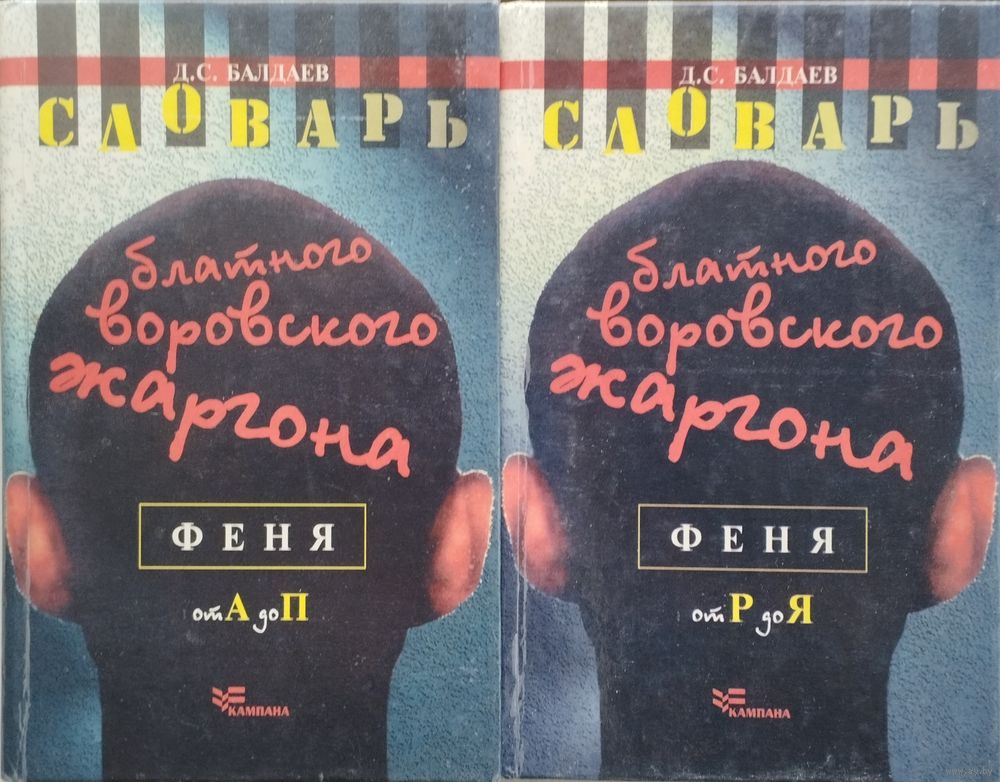 Д.С. БАЛДАЕВ
СЛОВАРЬ
блатного
воровского
жаргона
ФЕНЯ
от А до П
КАМПАНА
Д.С. БАЛДАЕВ
СЛОВАРЬ
блатного
воровского
жаргона
ФЕНЯ
от Р до Я
КАМПАНА